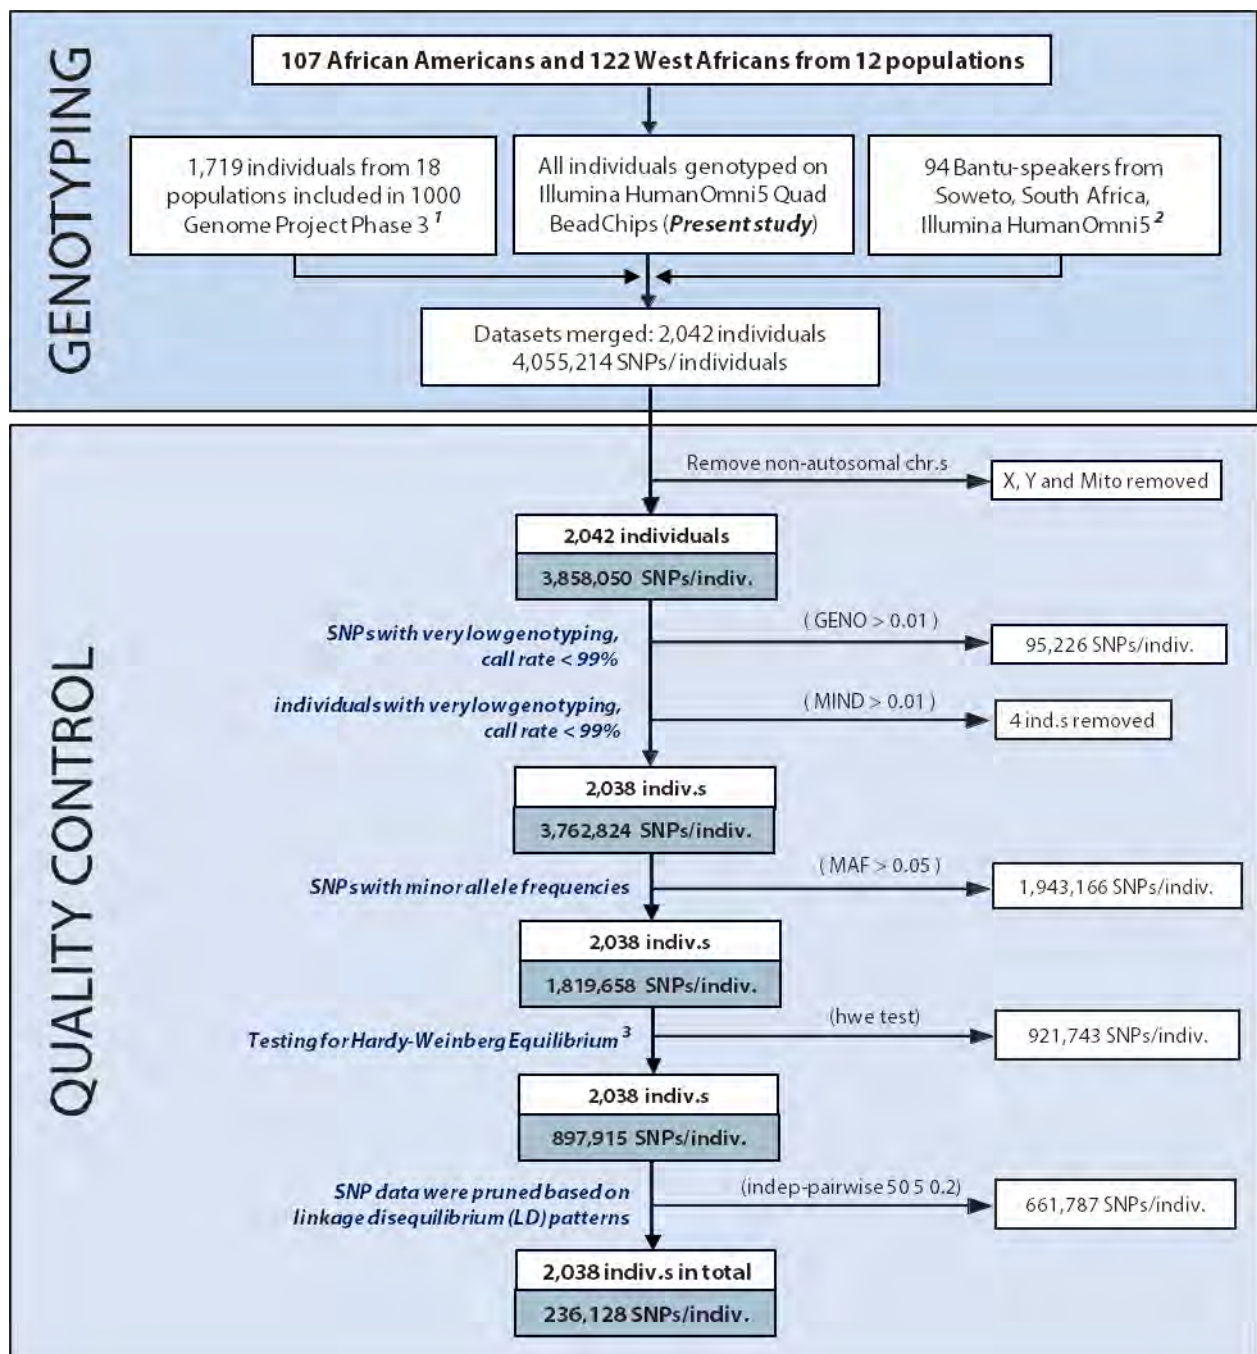 GENOTYPING
107 African Americans and 122 West Africans from 12 populations
1,719 individuals from 18
populations included in 1000
Genome Project Phase 3 1
All individuals genotyped on
Illumina HumanOmni5 Quad
BeadChips (Present study)
94 Bantu-speakers from
Soweto, South Africa,
Illumina HumanOmni5 2
Datasets merged: 2,042 individuals
4,055,214 SNPs/individuals
QUALITY CONTROL
Remove non-autosomal chr.s
X, Y and Mito removed
2,042 individuals
3,858,050 SNPs/indiv.
SNPs with very low genotyping,
call rate < 99%
( GENO > 0.01 )
95,226 SNPs/indiv.
individuals with very low genotyping,
call rate < 99%
( MIND > 0.01 )
4 ind.s removed
2,038 indiv.s
3,762,824 SNPs/indiv.
SNPs with minor allele frequencies
( MAF > 0.05 )
1,943,166 SNPs/indiv.
2,038 indiv.s
1,819,658 SNPs/indiv.
Testing for Hardy-Weinberg Equilibrium 3
(hwe test)
921,743 SNPs/indiv.
2,038 indiv.s
897,915 SNPs/indiv.
SNP data were pruned based on
linkage disequilibrium (LD) patterns
(indep-pairwise 50 5 0.2)
661,787 SNPs/indiv.
2,038 indiv.s in total
236,128 SNPs/indiv.